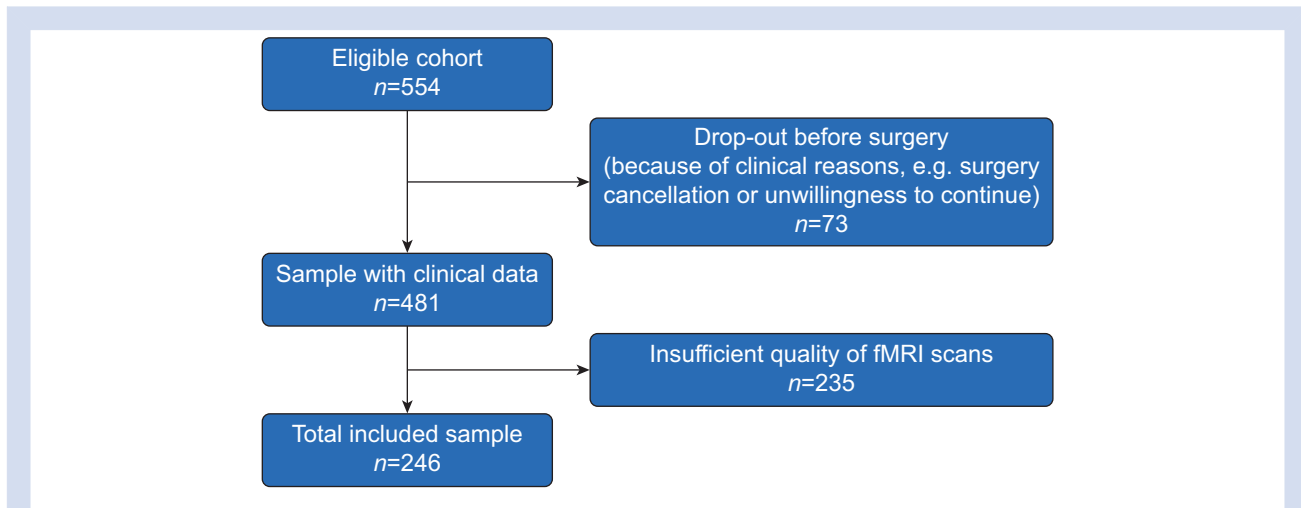 Eligible cohort
n=554
Drop-out before surgery
(because of clinical reasons, e.g. surgery
cancellation or unwillingness to continue)
n=73
Sample with clinical data
n=481
Insufficient quality of fMRI scans
n=235
Total included sample
n=246